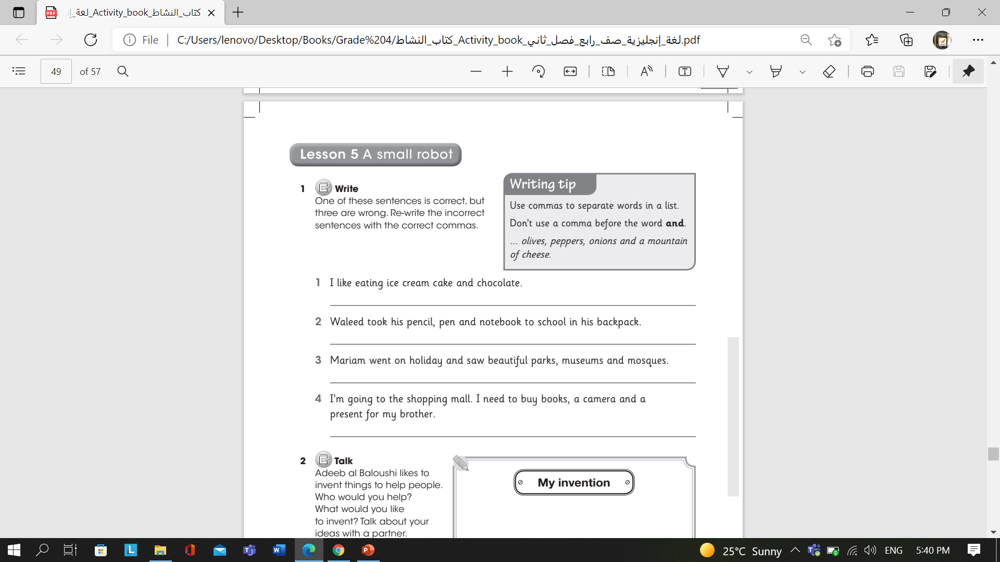 كتاب_النشاط_Activity_book_لغة_إ
File
C:/Users/lenovo/Desktop/Books/Grade%204/كتاب_النشاط_Activity_book_لغة_إنجليزية_صف_رابع_فصل_ثاني.pdf
49 of 57
Lesson 5 A small robot
1 Write
One of these sentences is correct, but
three are wrong. Re-write the incorrect
sentences with the correct commas.
Writing tip
Use commas to separate words in a list.
Don't use a comma before the word and.
... olives, peppers, onions and a mountain
of cheese.
1 I like eating ice cream cake and chocolate.
2 Waleed took his pencil, pen and notebook to school in his backpack.
3 Mariam went on holiday and saw beautiful parks, museums and mosques.
4 I'm going to the shopping mall. I need to buy books, a camera and a
present for my brother.
2 Talk
Adeeb al Baloushi likes to
invent things to help people.
Who would you help?
What would you like
to invent? Talk about your
ideas with a partner.
My invention
25°C Sunny
ENG
5:40 PM